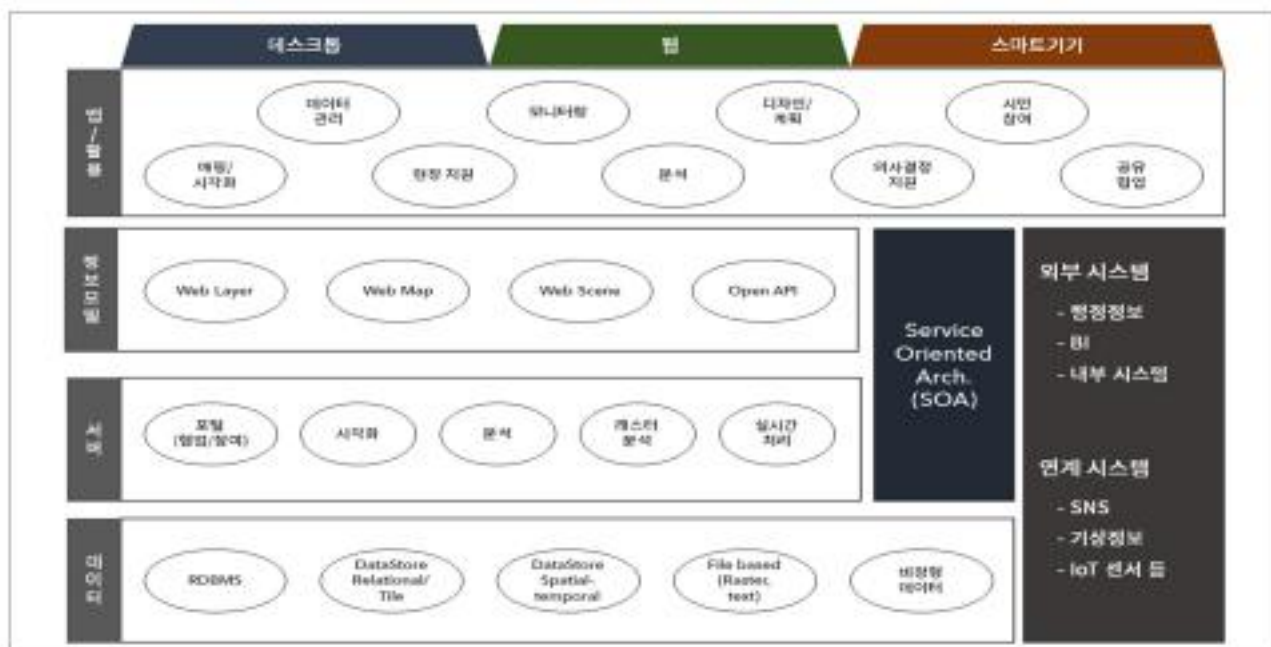 데스크톱
웹
스마트기기
앱/활용
데이터
관리
모니터링
디자인/
계획
시민
참여
매핑/
시각화
현장 지원
분석
의사결정
지원
공유
협업
정보모델
Web Layer
Web Map
Web Scene
Open API
Service
Oriented
Arch.
(SOA)
외부 시스템
- 행정정보
- BI
- 내부 시스템
서버
포털
(협업/참여)
시각화
분석
래스터
분석
실시간
처리
연계 시스템
- SNS
- 기상정보
- IoT 센서 등
데이터
RDBMS
DataStore
Relational/
Tile
DataStore
Spatial-
temporal
File based
(Raster,
text)
비정형
데이터